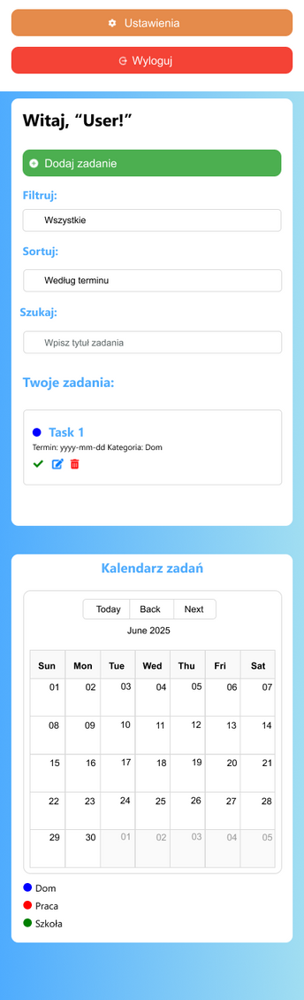 Ustawienia
Wyloguj
Witaj, “User!”
Dodaj zadanie
Filtruj:
Wszystkie
Sortuj:
Według terminu
Szukaj:
Wpisz tytuł zadania
Twoje zadania:
Task 1
Termin: yyyy-mm-dd Kategoria: Dom
Kalendarz zadań
Today Back Next
June 2025
Sun Mon Tue Wed Thu Fri Sat
01 02 03 04 05 06 07
08 09 10 11 12 13 14
15 16 17 18 19 20 21
22 23 24 25 26 27 28
29 30 01 02 03 04 05
Dom
Praca
Szkoła